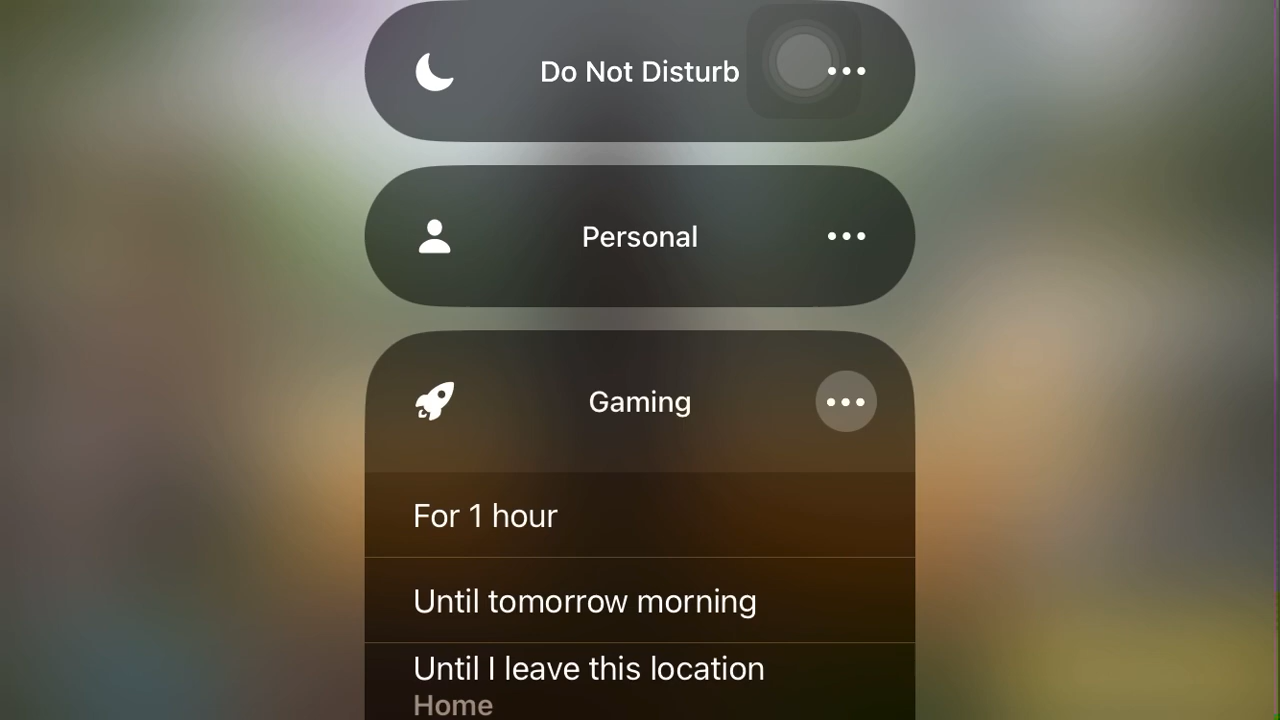 Do Not Disturb
Personal
Gaming
For 1 hour
Until tomorrow morning
Until I leave this location
Home